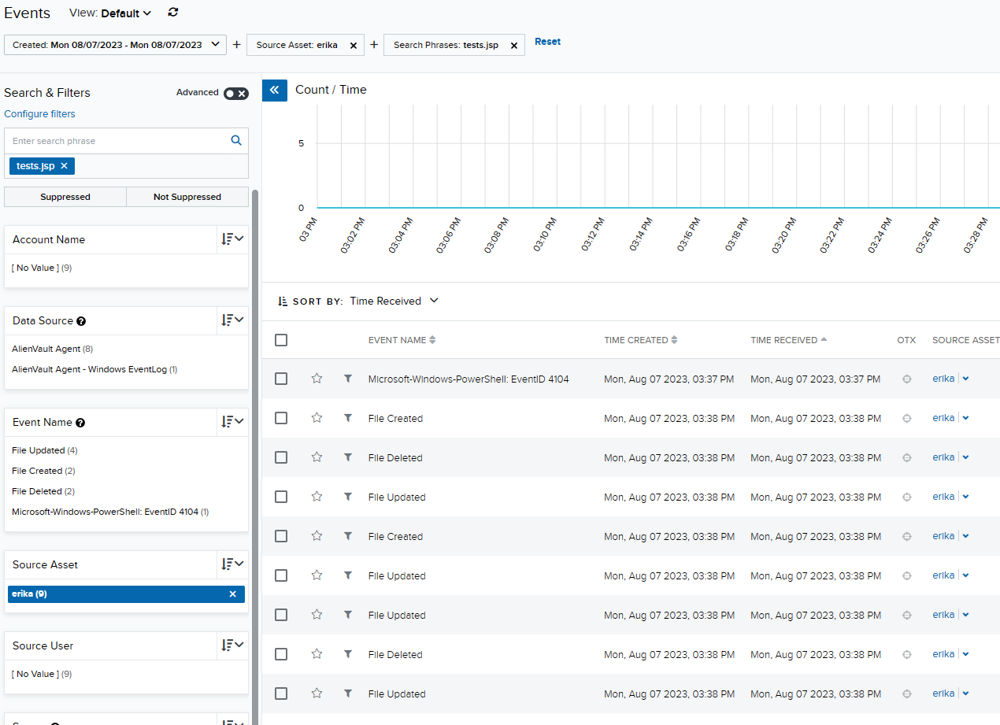 Events View: Default
Created: Mon 08/07/2023 - Mon 08/07/2023 + Source Asset: erika × + Search Phrases: tests.jsp × Reset
Search & Filters Advanced
Configure filters
Enter search phrase
tests.jsp ×
Suppressed Not Suppressed
Account Name
[ No Value ] (9)
Data Source
AlienVault Agent (8)
AlienVault Agent - Windows EventLog (1)
Event Name
File Updated (4)
File Created (2)
File Deleted (2)
Microsoft-Windows-PowerShell: EventID 4104 (1)
Source Asset
erika (9) ×
Source User
[ No Value ] (9)
Count / Time
5
0
03 PM 03:02 PM 03:04 PM 03:06 PM 03:08 PM 03:10 PM 03:12 PM 03:14 PM 03:16 PM 03:18 PM 03:20 PM 03:22 PM 03:24 PM 03:26 PM 03:28 PM
SORT BY: Time Received
EVENT NAME TIME CREATED TIME RECEIVED OTX SOURCE ASSET
Microsoft-Windows-PowerShell: EventID 4104 Mon, Aug 07 2023, 03:37 PM Mon, Aug 07 2023, 03:37 PM erika
File Created Mon, Aug 07 2023, 03:38 PM Mon, Aug 07 2023, 03:38 PM erika
File Deleted Mon, Aug 07 2023, 03:38 PM Mon, Aug 07 2023, 03:38 PM erika
File Updated Mon, Aug 07 2023, 03:38 PM Mon, Aug 07 2023, 03:38 PM erika
File Created Mon, Aug 07 2023, 03:38 PM Mon, Aug 07 2023, 03:38 PM erika
File Updated Mon, Aug 07 2023, 03:38 PM Mon, Aug 07 2023, 03:38 PM erika
File Updated Mon, Aug 07 2023, 03:38 PM Mon, Aug 07 2023, 03:38 PM erika
File Deleted Mon, Aug 07 2023, 03:38 PM Mon, Aug 07 2023, 03:38 PM erika
File Updated Mon, Aug 07 2023, 03:38 PM Mon, Aug 07 2023, 03:38 PM erika